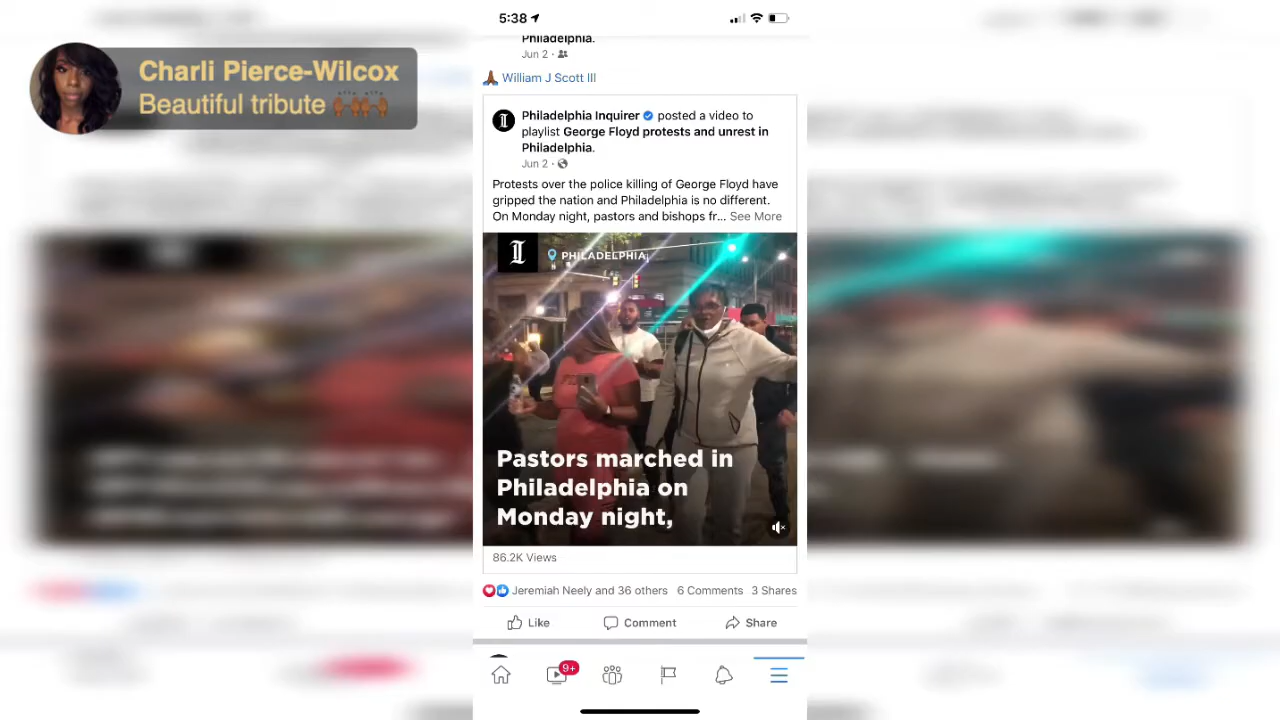 5:38
Charli Pierce-Wilcox
Beautiful tribute 🙌🏾🙌🏾
Philadelphia.
Jun 2 ·
🙏🏾 William J Scott III
Philadelphia Inquirer posted a video to
playlist George Floyd protests and unrest in
Philadelphia.
Jun 2 ·
Protests over the police killing of George Floyd have
gripped the nation and Philadelphia is no different.
On Monday night, pastors and bishops fr... See More
PHILADELPHIA
Pastors marched in
Philadelphia on
Monday night,
86.2K Views
Jeremiah Neely and 36 others 6 Comments 3 Shares
Like Comment Share
9+